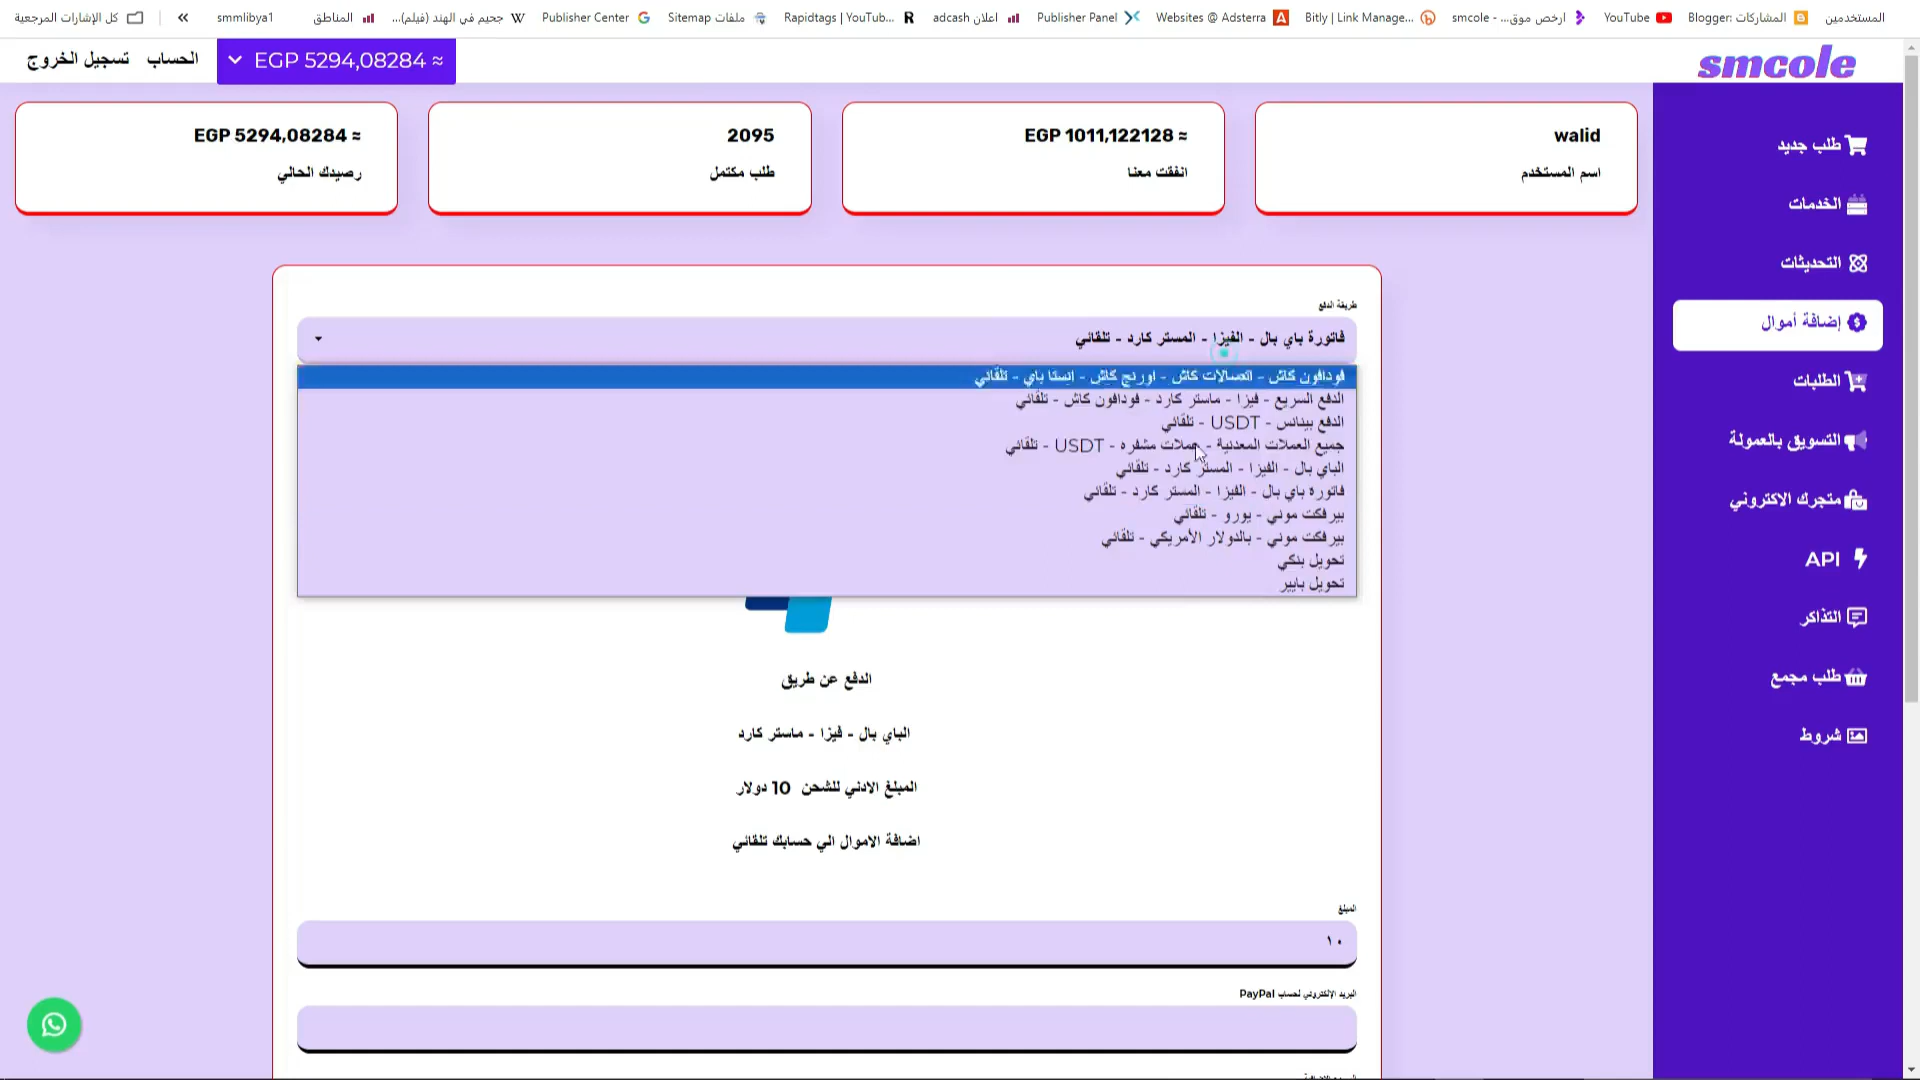 المستخدمين
Blogger: المشاركات
YouTube
ارخص موق... - smcole
Bitly | Link Manage...
Websites @ Adsterra
Publisher Panel
اعلان adcash
Rapidtags | YouTub...
ملفات Sitemap
Publisher Center
جحيم في الهند (فيلم)...
المناطق
smmlibya1
كل الإشارات المرجعية
smcole
≈ EGP 5294,08284
الحساب
تسجيل الخروج
walid
اسم المستخدم
≈ EGP 1011,122128
انفقت معنا
2095
طلب مكتمل
≈ EGP 5294,08284
رصيدك الحالي
طلب جديد
الخدمات
التحديثات
إضافة أموال
الطلبات
التسويق بالعمولة
متجرك الاكتروني
API
التذاكر
طلب مجمع
شروط
طريقة الدفع
فاتورة باي بال - الفيزا - المستر كارد - تلقائي
فودافون كاش - اتصالات كاش - اورنج كاش - إنستا باي - تلقائي
الدفع السريع - فيزا - ماستر كارد - فودافون كاش - تلقائي
الدفع بينانس - USDT - تلقائي
جميع العملات المعدنية - عملات مشفره - USDT - تلقائي
الباي بال - الفيزا - المستر كارد - تلقائي
فاتورة باي بال - الفيزا - المستر كارد - تلقائي
بيرفكت موني - يورو - تلقائي
بيرفكت موني - بالدولار الأمريكي - تلقائي
تحويل بنكي
تحويل بايير
الدفع عن طريق
الباي بال - فيزا - ماستر كارد
المبلغ الادني للشحن 10 دولار
اضافة الاموال الي حسابك تلقائي
المبلغ
١٠
البريد الإلكتروني لحساب PayPal